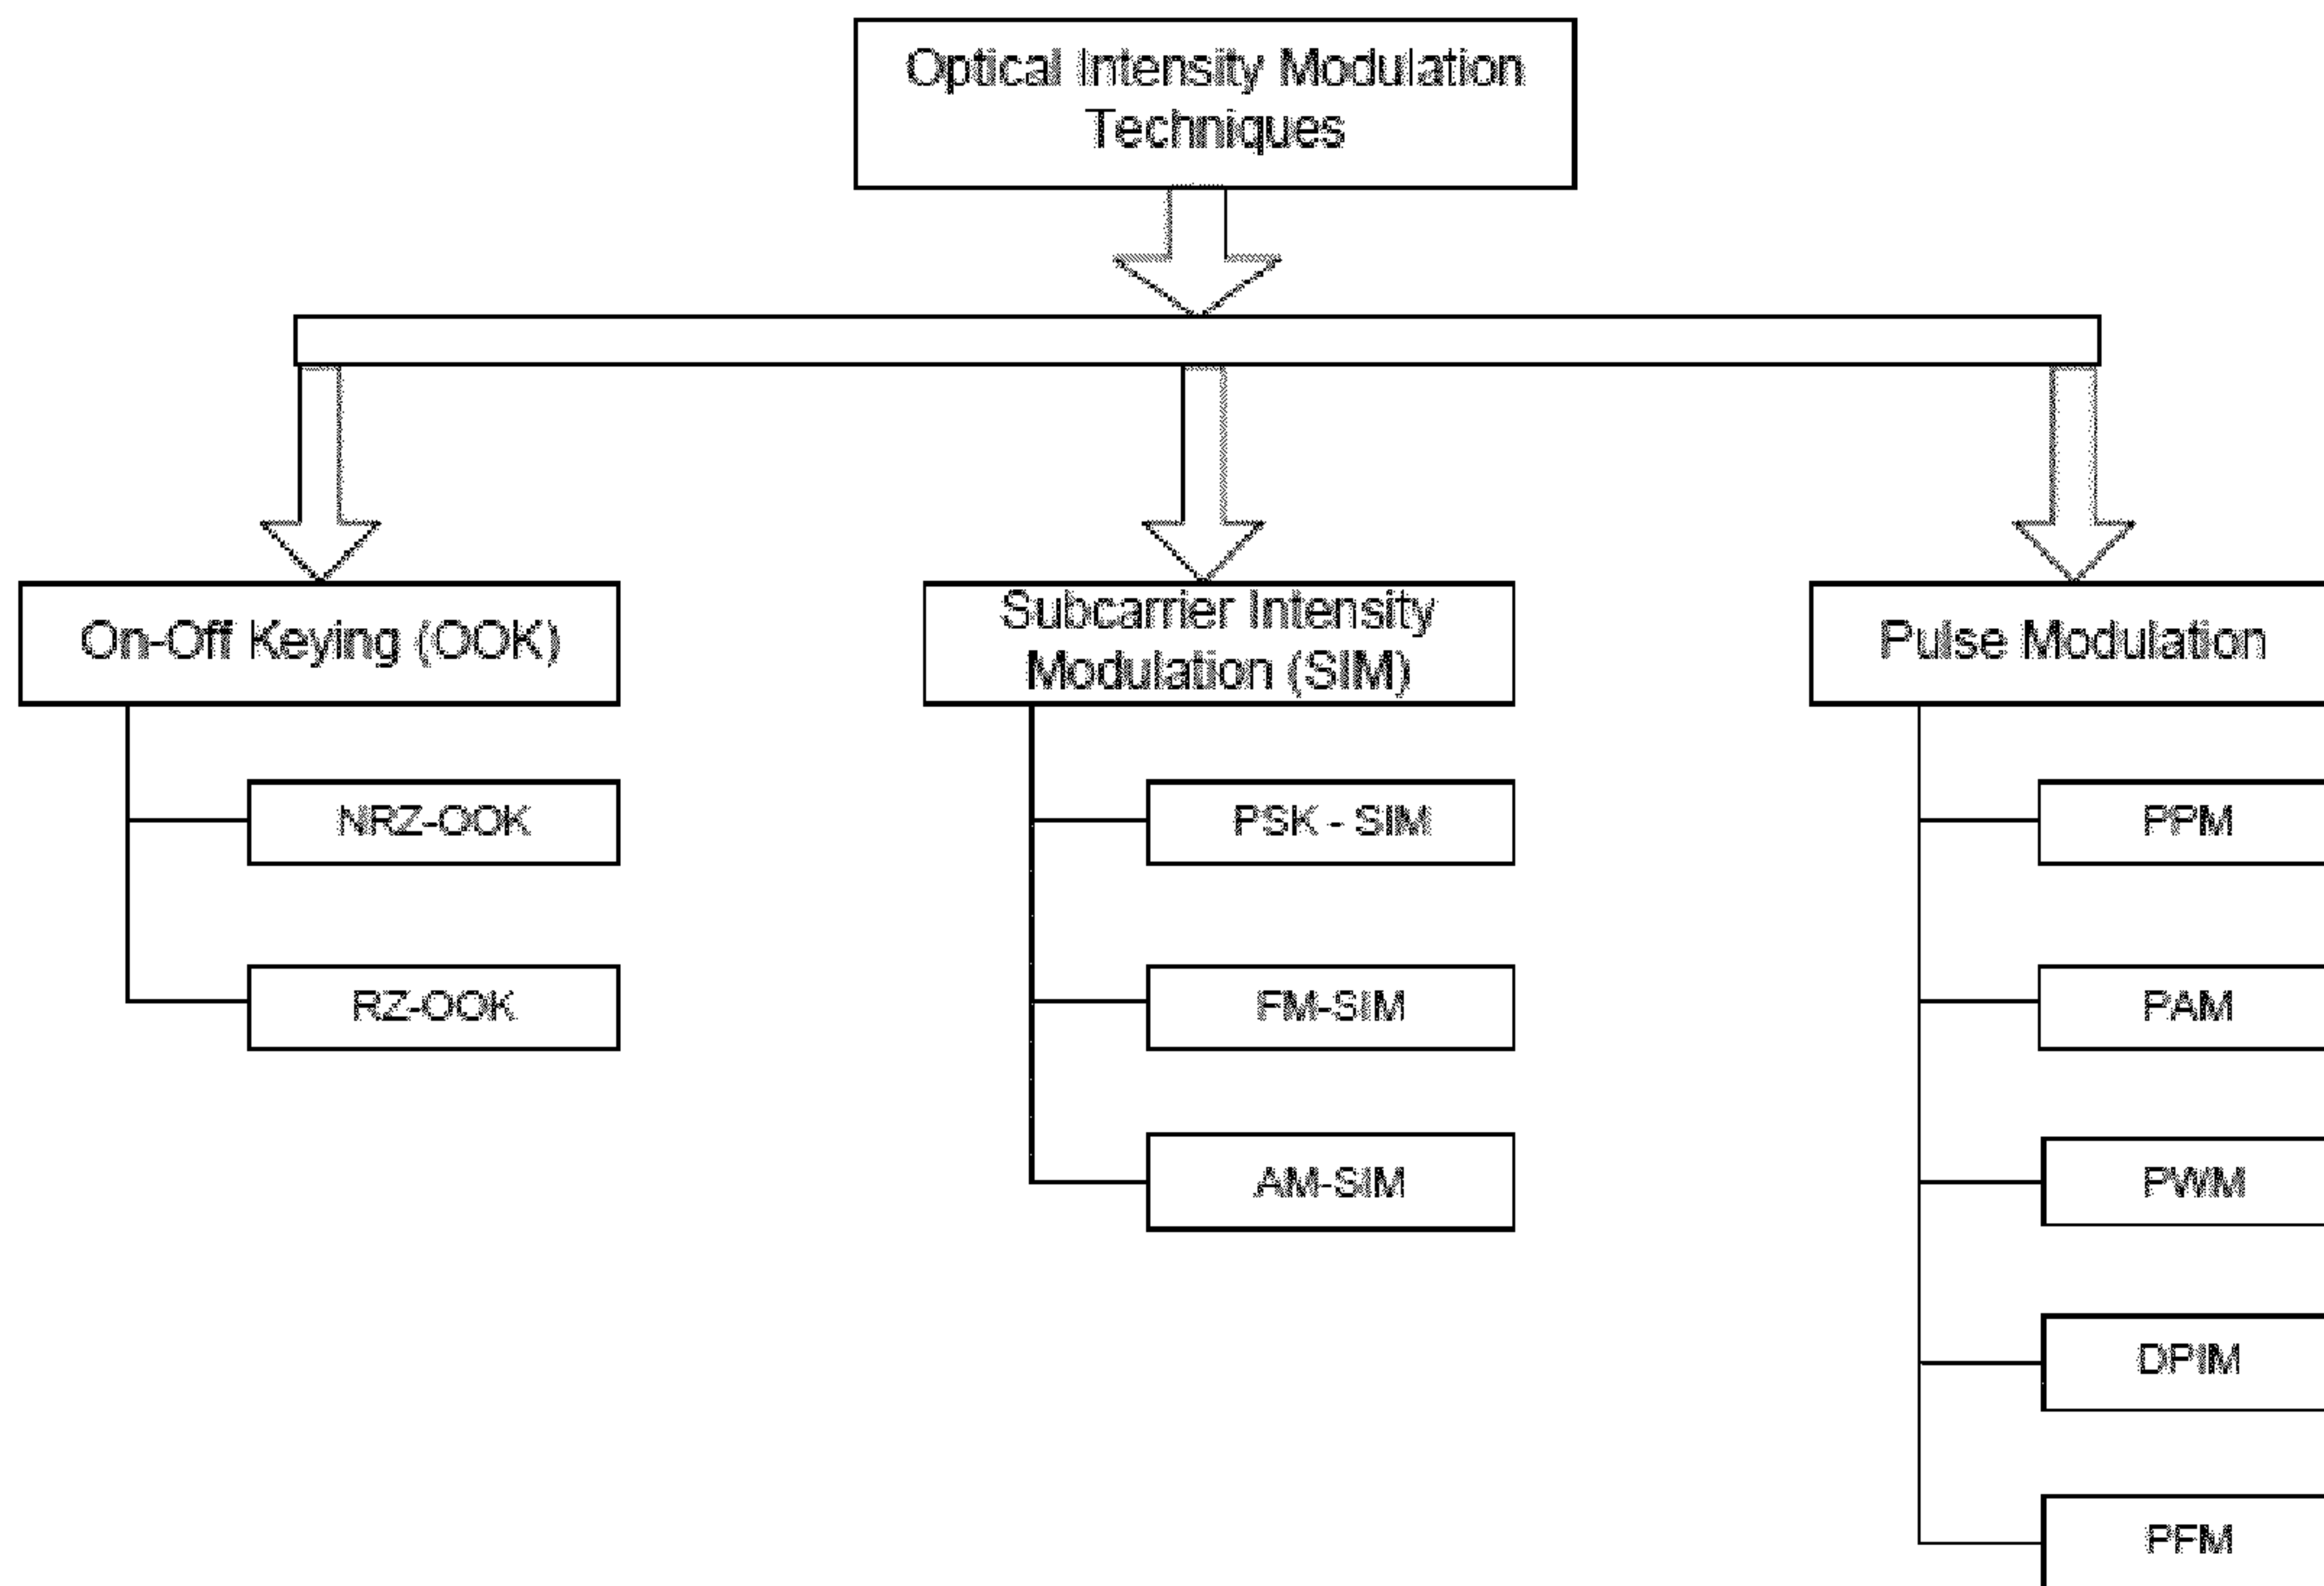 Optical Intensity Modulation
Techniques
On-Off Keying (OOK)
Subcarrier Intensity
Modulation (SIM)
Pulse Modulation
NRZ-OOK
RZ-OOK
PSK - SIM
FM-SIM
AM-SIM
PPM
PAM
PWM
DPIM
PFM